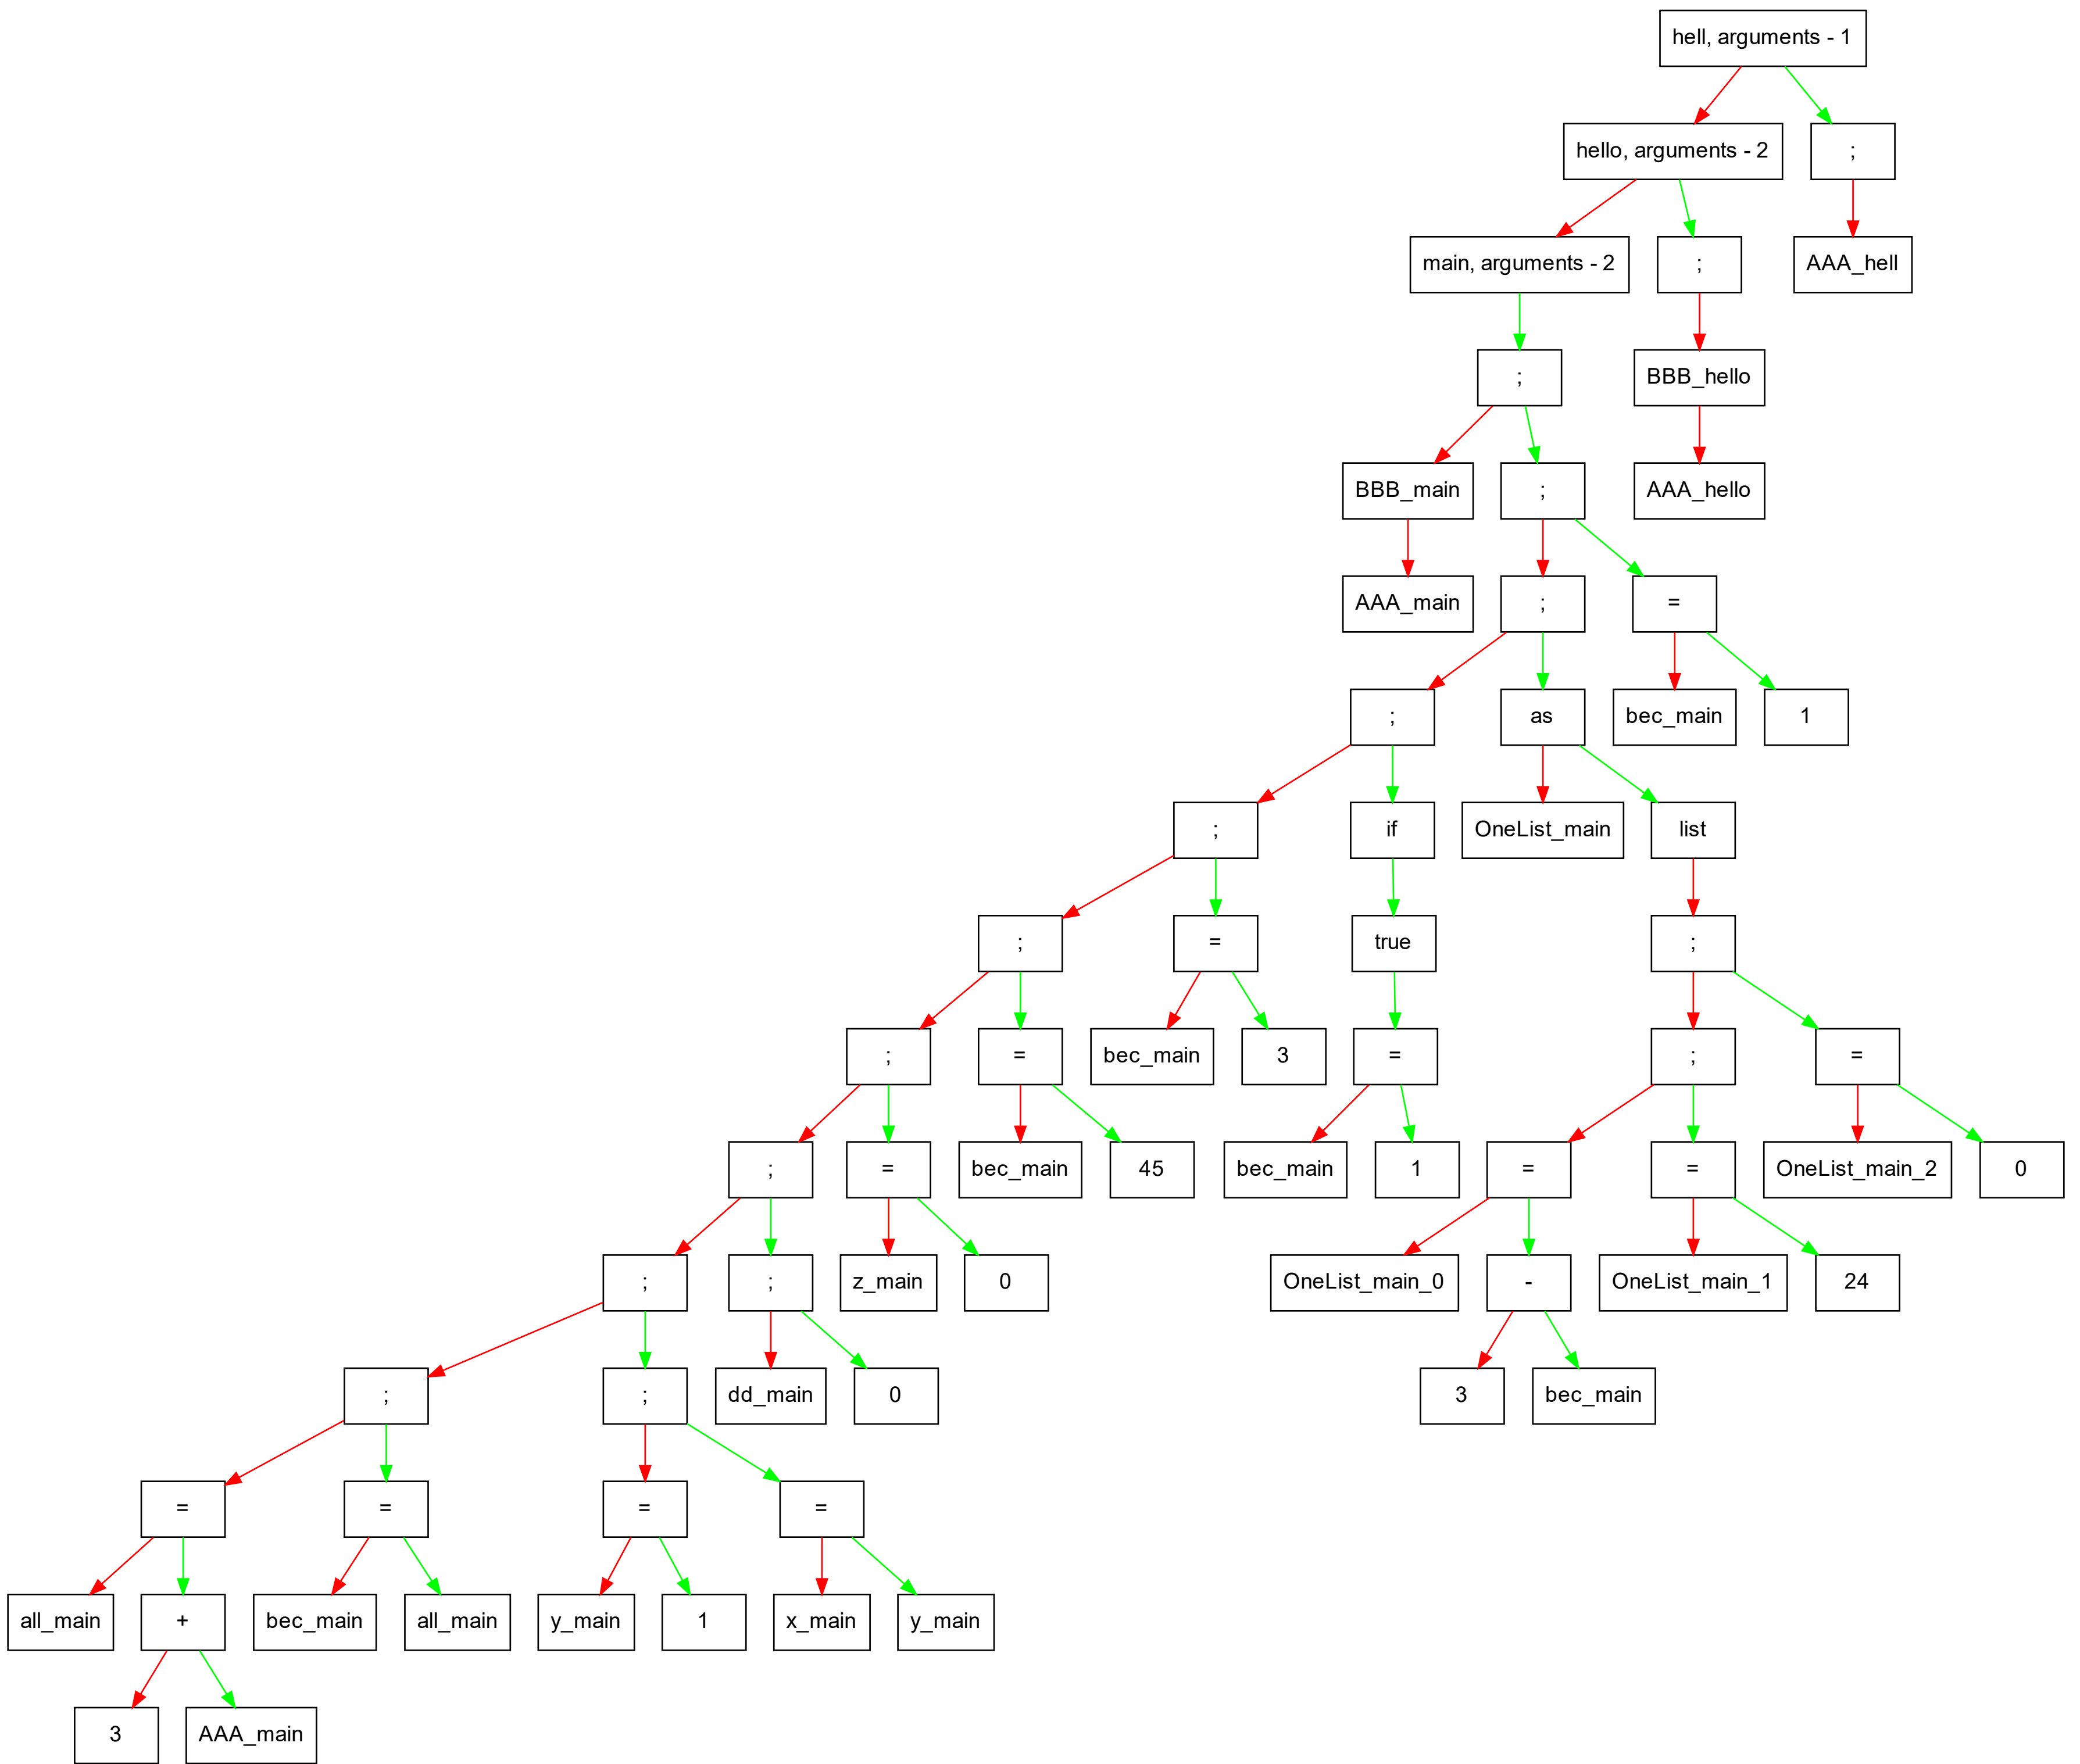 hell, arguments - 1
hello, arguments - 2
;
main, arguments - 2
;
AAA_hell
;
BBB_hello
BBB_main
;
AAA_hello
AAA_main
;
=
;
as
bec_main
1
;
if
OneList_main
list
;
=
true
;
;
=
bec_main
3
=
;
=
;
=
bec_main
45
bec_main
1
=
=
OneList_main_2
0
;
;
z_main
0
OneList_main_0
-
OneList_main_1
24
;
;
dd_main
0
3
bec_main
=
=
=
=
all_main
+
bec_main
all_main
y_main
1
x_main
y_main
3
AAA_main